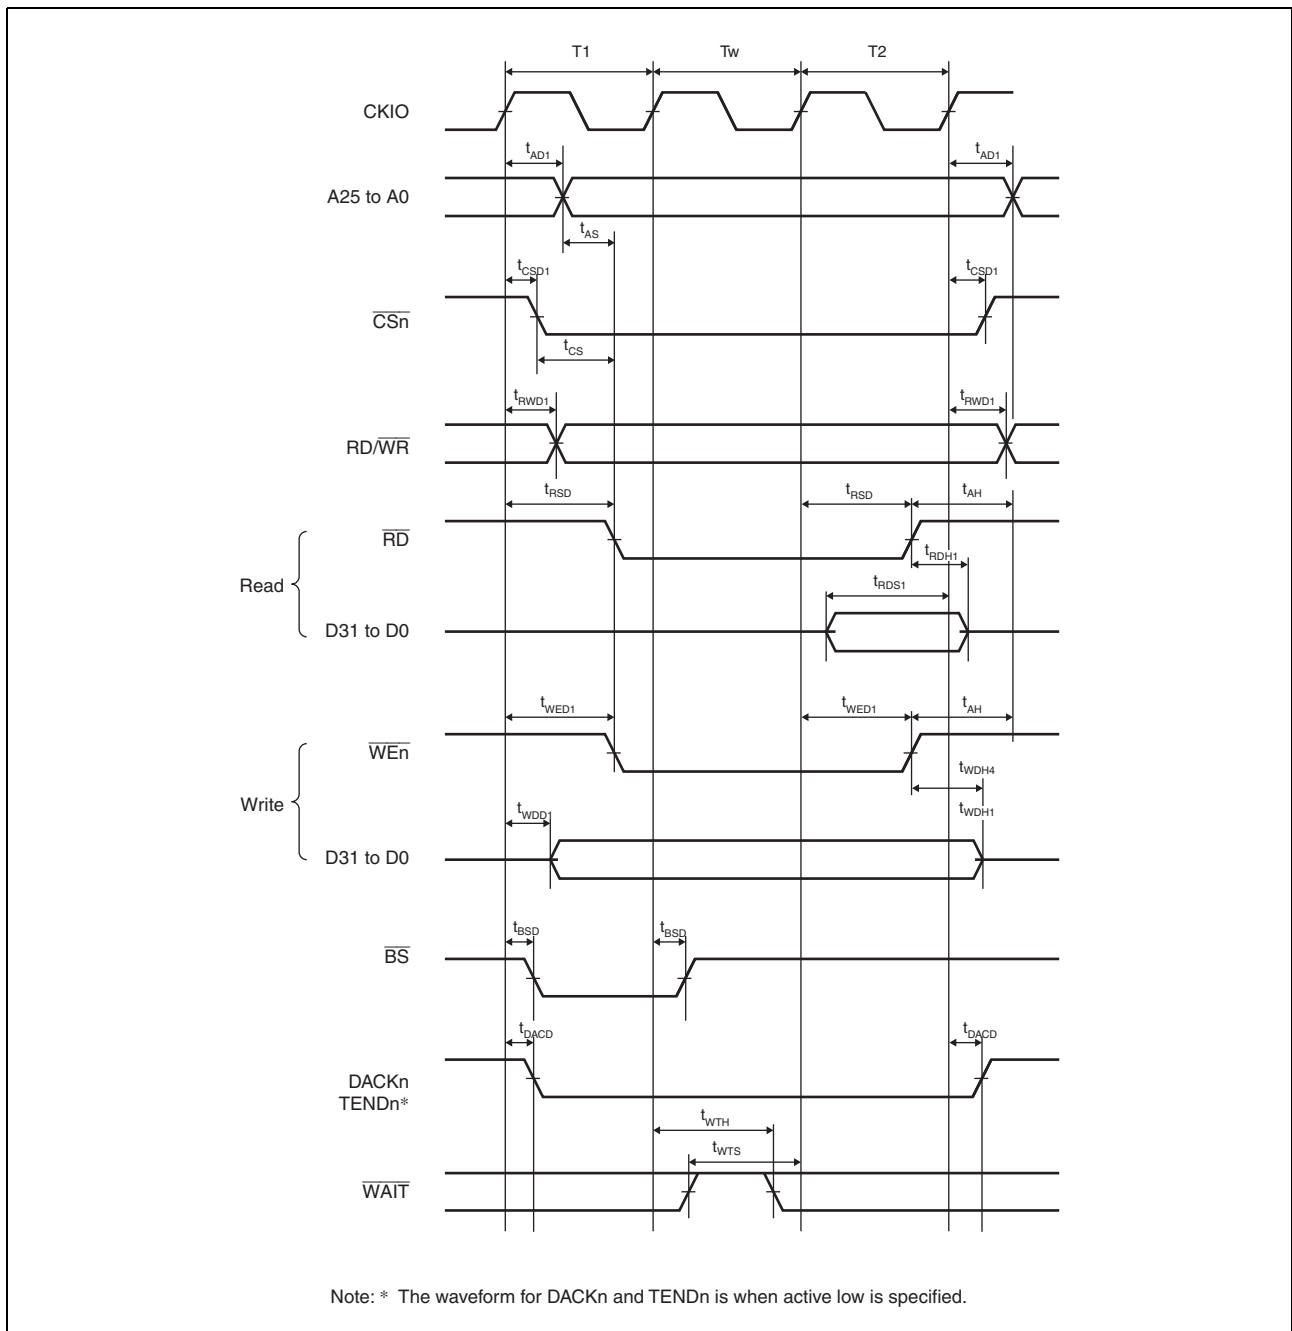 T1 Tw T2
CKIO
tAD1 tAD1
A25 to A0
tAS
tCSD1 tCSD1
CSn
tCS
tRWD1 tRWD1
RD/WR
tRSD tRSD tAH
RD
tRDH1
Read
tRDS1
D31 to D0
tWED1 tWED1 tAH
WEn
tWDH4
Write
tWDD1 tWDH1
D31 to D0
tBSD tBSD
BS
tDACD tDACD
DACKn
TENDn*
tWTH
tWTS
WAIT
Note: * The waveform for DACKn and TENDn is when active low is specified.